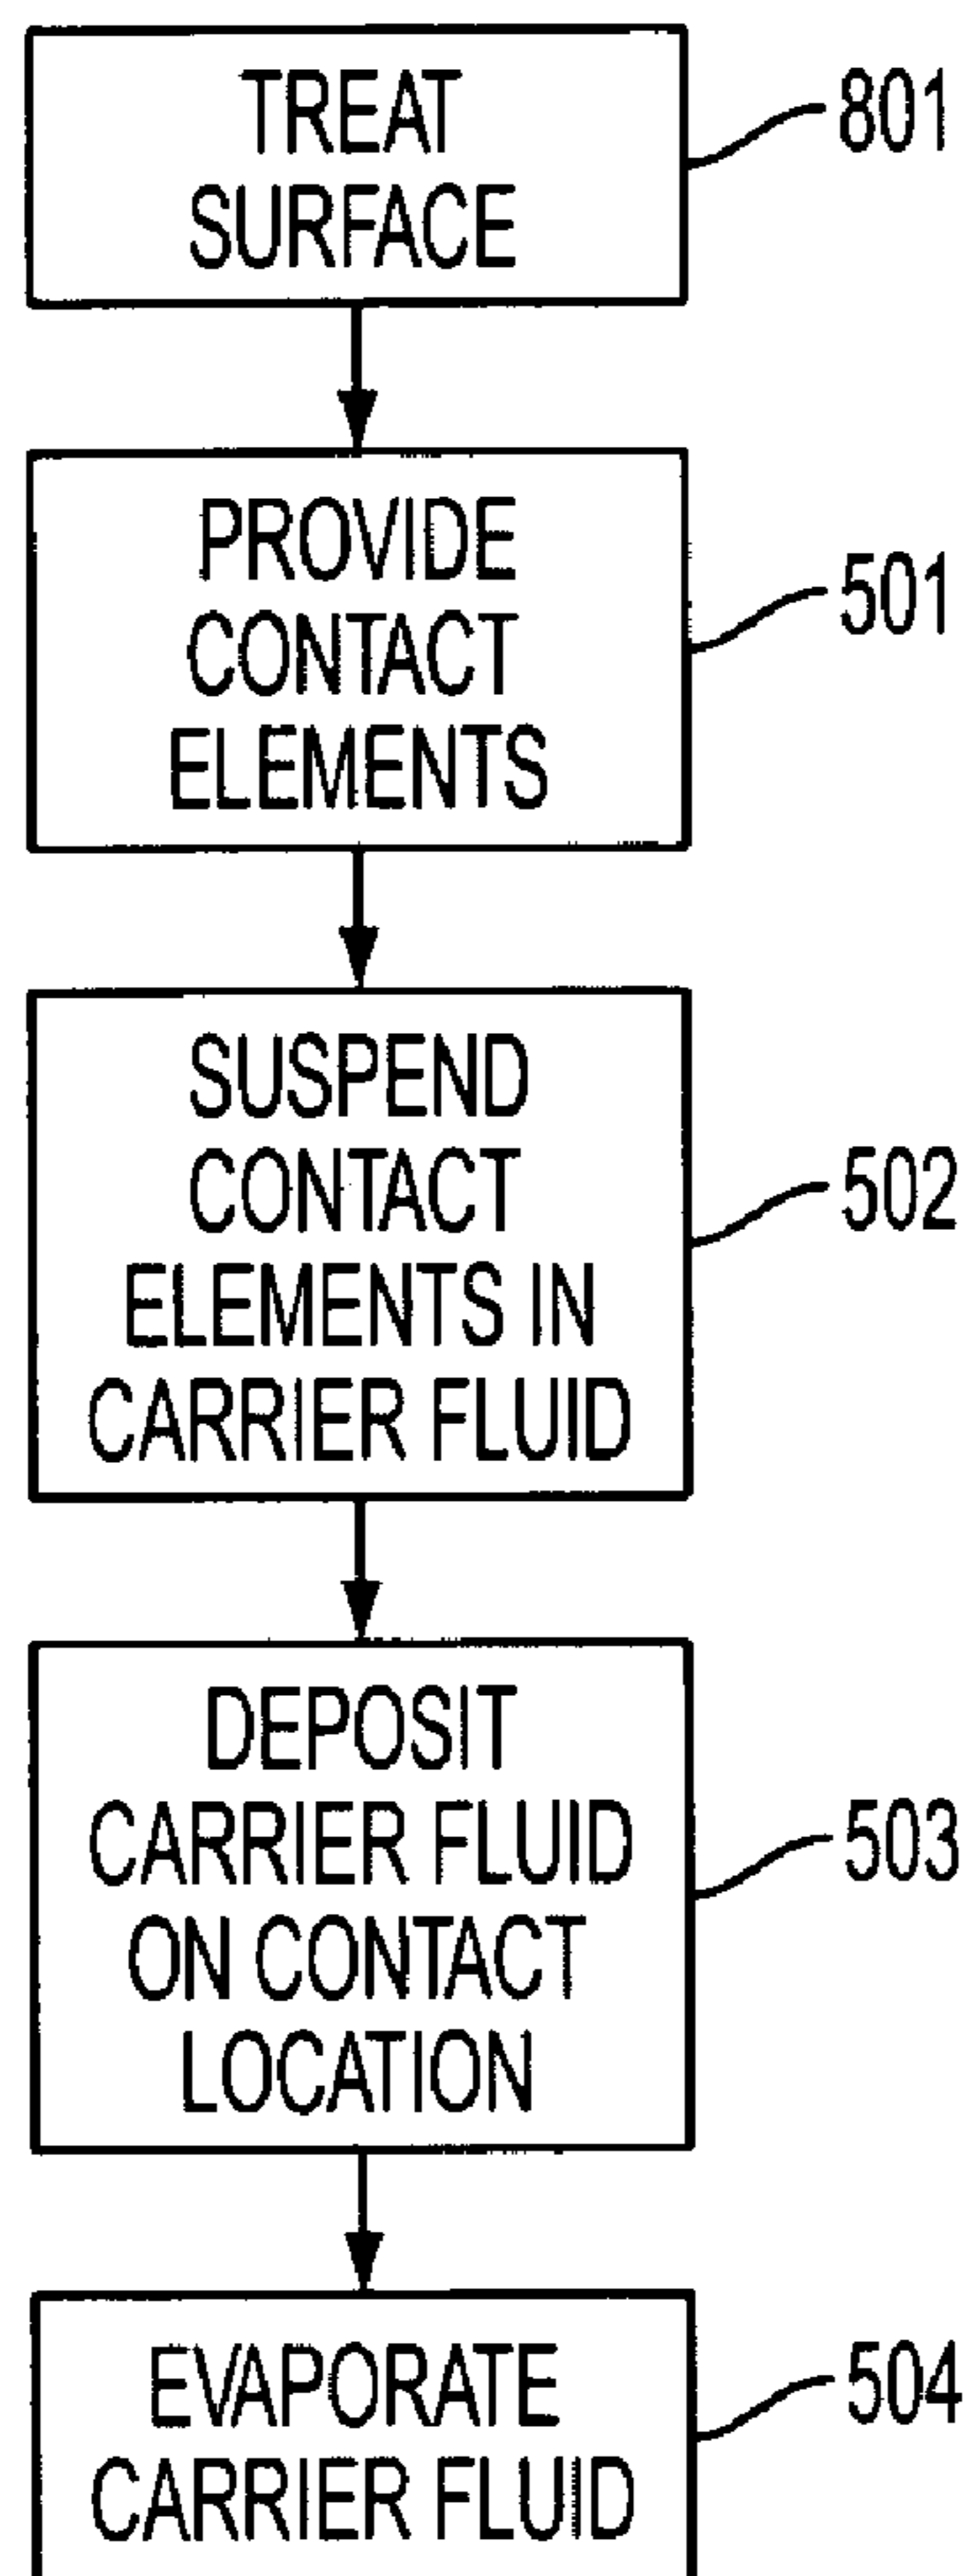 TREAT
SURFACE
801
PROVIDE
CONTACT
ELEMENTS
501
SUSPEND
CONTACT
ELEMENTS IN
CARRIER FLUID
502
DEPOSIT
CARRIER FLUID
ON CONTACT
LOCATION
503
EVAPORATE
CARRIER FLUID
504